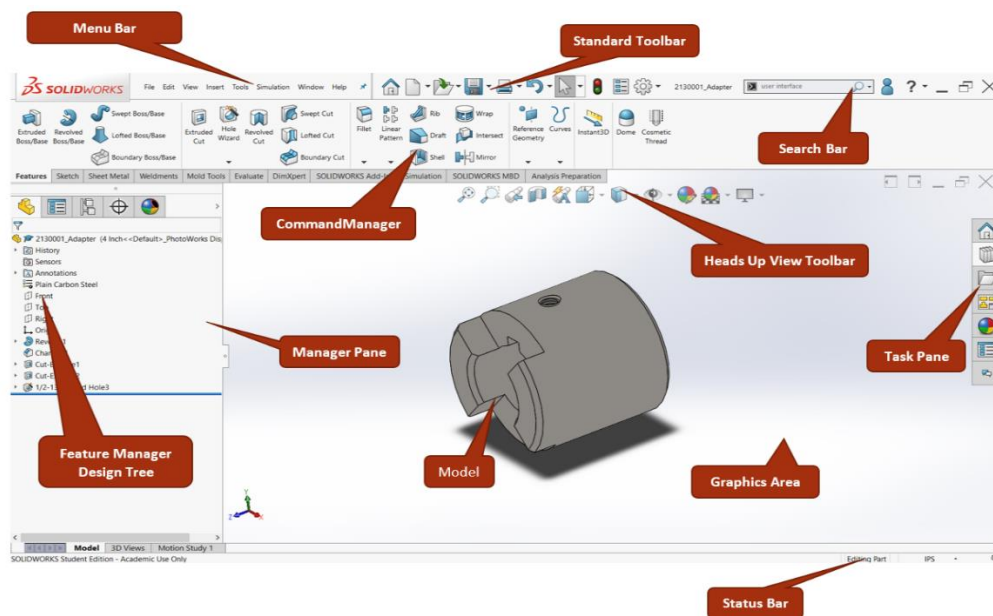 Menu Bar
Standard Toolbar
SOLIDWORKS File Edit View Insert Tools Simulation Window Help 2130001_Adapter user interface
Extruded Boss/Base
Revolved Boss/Base
Swept Boss/Base
Lofted Boss/Base
Boundary Boss/Base
Extruded Cut
Hole Wizard
Revolved Cut
Swept Cut
Lofted Cut
Boundary Cut
Fillet
Linear Pattern
Rib
Draft
Shell
Wrap
Intersect
Mirror
Reference Geometry
Curves
Instant3D
Dome
Cosmetic Thread
Search Bar
Features Sketch Sheet Metal Weldments Mold Tools Evaluate DimXpert SOLIDWORKS Simulation SOLIDWORKS MBD Analysis Preparation
CommandManager
Heads Up View Toolbar
2130001_Adapter (4 Inch<<Default>_PhotoWorks
History
Sensors
Annotations
Plain Carbon Steel
Front
1/2-13 Hole3
Manager Pane
Task Pane
Feature Manager
Design Tree
Model
Graphics Area
Y
Z X
Model 3D Views Motion Study 1
SOLIDWORKS Student Edition - Academic Use Only
Editing Part IPS
Status Bar